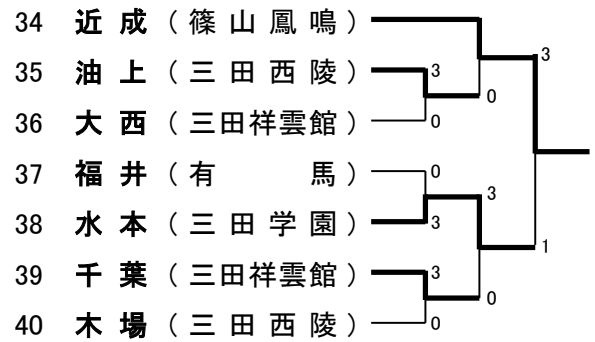 34 近 成 （ 篠 山 鳳 鳴 ）
3
35 油 上 （ 三 田 西 陵 ） 3
0
36 大 西 （ 三田祥雲館 ） 0
37 福 井 （ 有 馬 ） 0
3
38 水 本 （ 三 田 学 園 ） 3
1
39 千 葉 （ 三田祥雲館 ） 3
0
40 木 場 （ 三 田 西 陵 ） 0